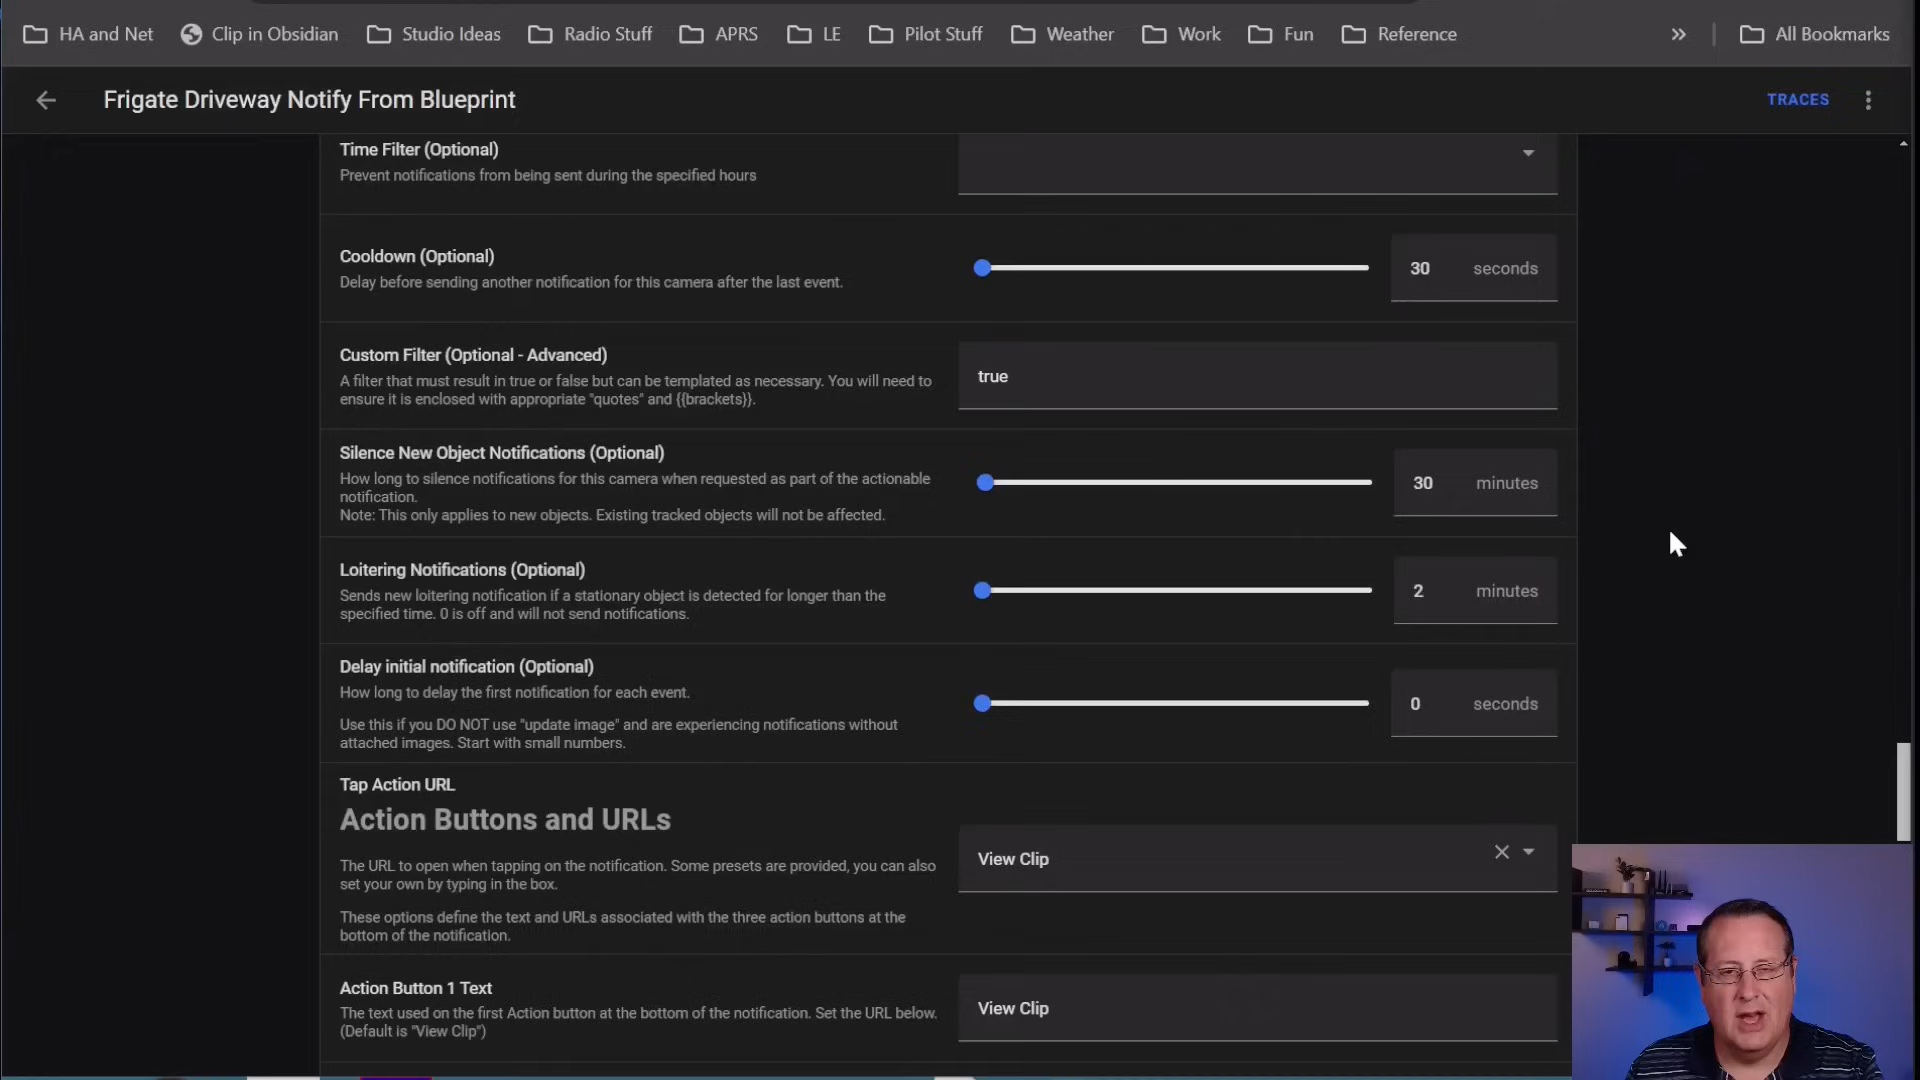 HA and Net
Clip in Obsidian
Studio Ideas
Radio Stuff
APRS
LE
Pilot Stuff
Weather
Work
Fun
Reference
All Bookmarks
Frigate Driveway Notify From Blueprint
TRACES
Time Filter (Optional)
Prevent notifications from being sent during the specified hours
Cooldown (Optional)
Delay before sending another notification for this camera after the last event.
30 seconds
Custom Filter (Optional - Advanced)
A filter that must result in true or false but can be templated as necessary. You will need to
ensure it is enclosed with appropriate "quotes" and {{brackets}}.
true
Silence New Object Notifications (Optional)
How long to silence notifications for this camera when requested as part of the actionable
notification.
Note: This only applies to new objects. Existing tracked objects will not be affected.
30 minutes
Loitering Notifications (Optional)
Sends new loitering notification if a stationary object is detected for longer than the
specified time. 0 is off and will not send notifications.
2 minutes
Delay initial notification (Optional)
How long to delay the first notification for each event.
Use this if you DO NOT use "update image" and are experiencing notifications without
attached images. Start with small numbers.
0 seconds
Tap Action URL
Action Buttons and URLs
The URL to open when tapping on the notification. Some presets are provided, you can also
set your own by typing in the box.
These options define the text and URLs associated with the three action buttons at the
bottom of the notification.
View Clip
Action Button 1 Text
The text used on the first Action button at the bottom of the notification. Set the URL below.
(Default is "View Clip")
View Clip